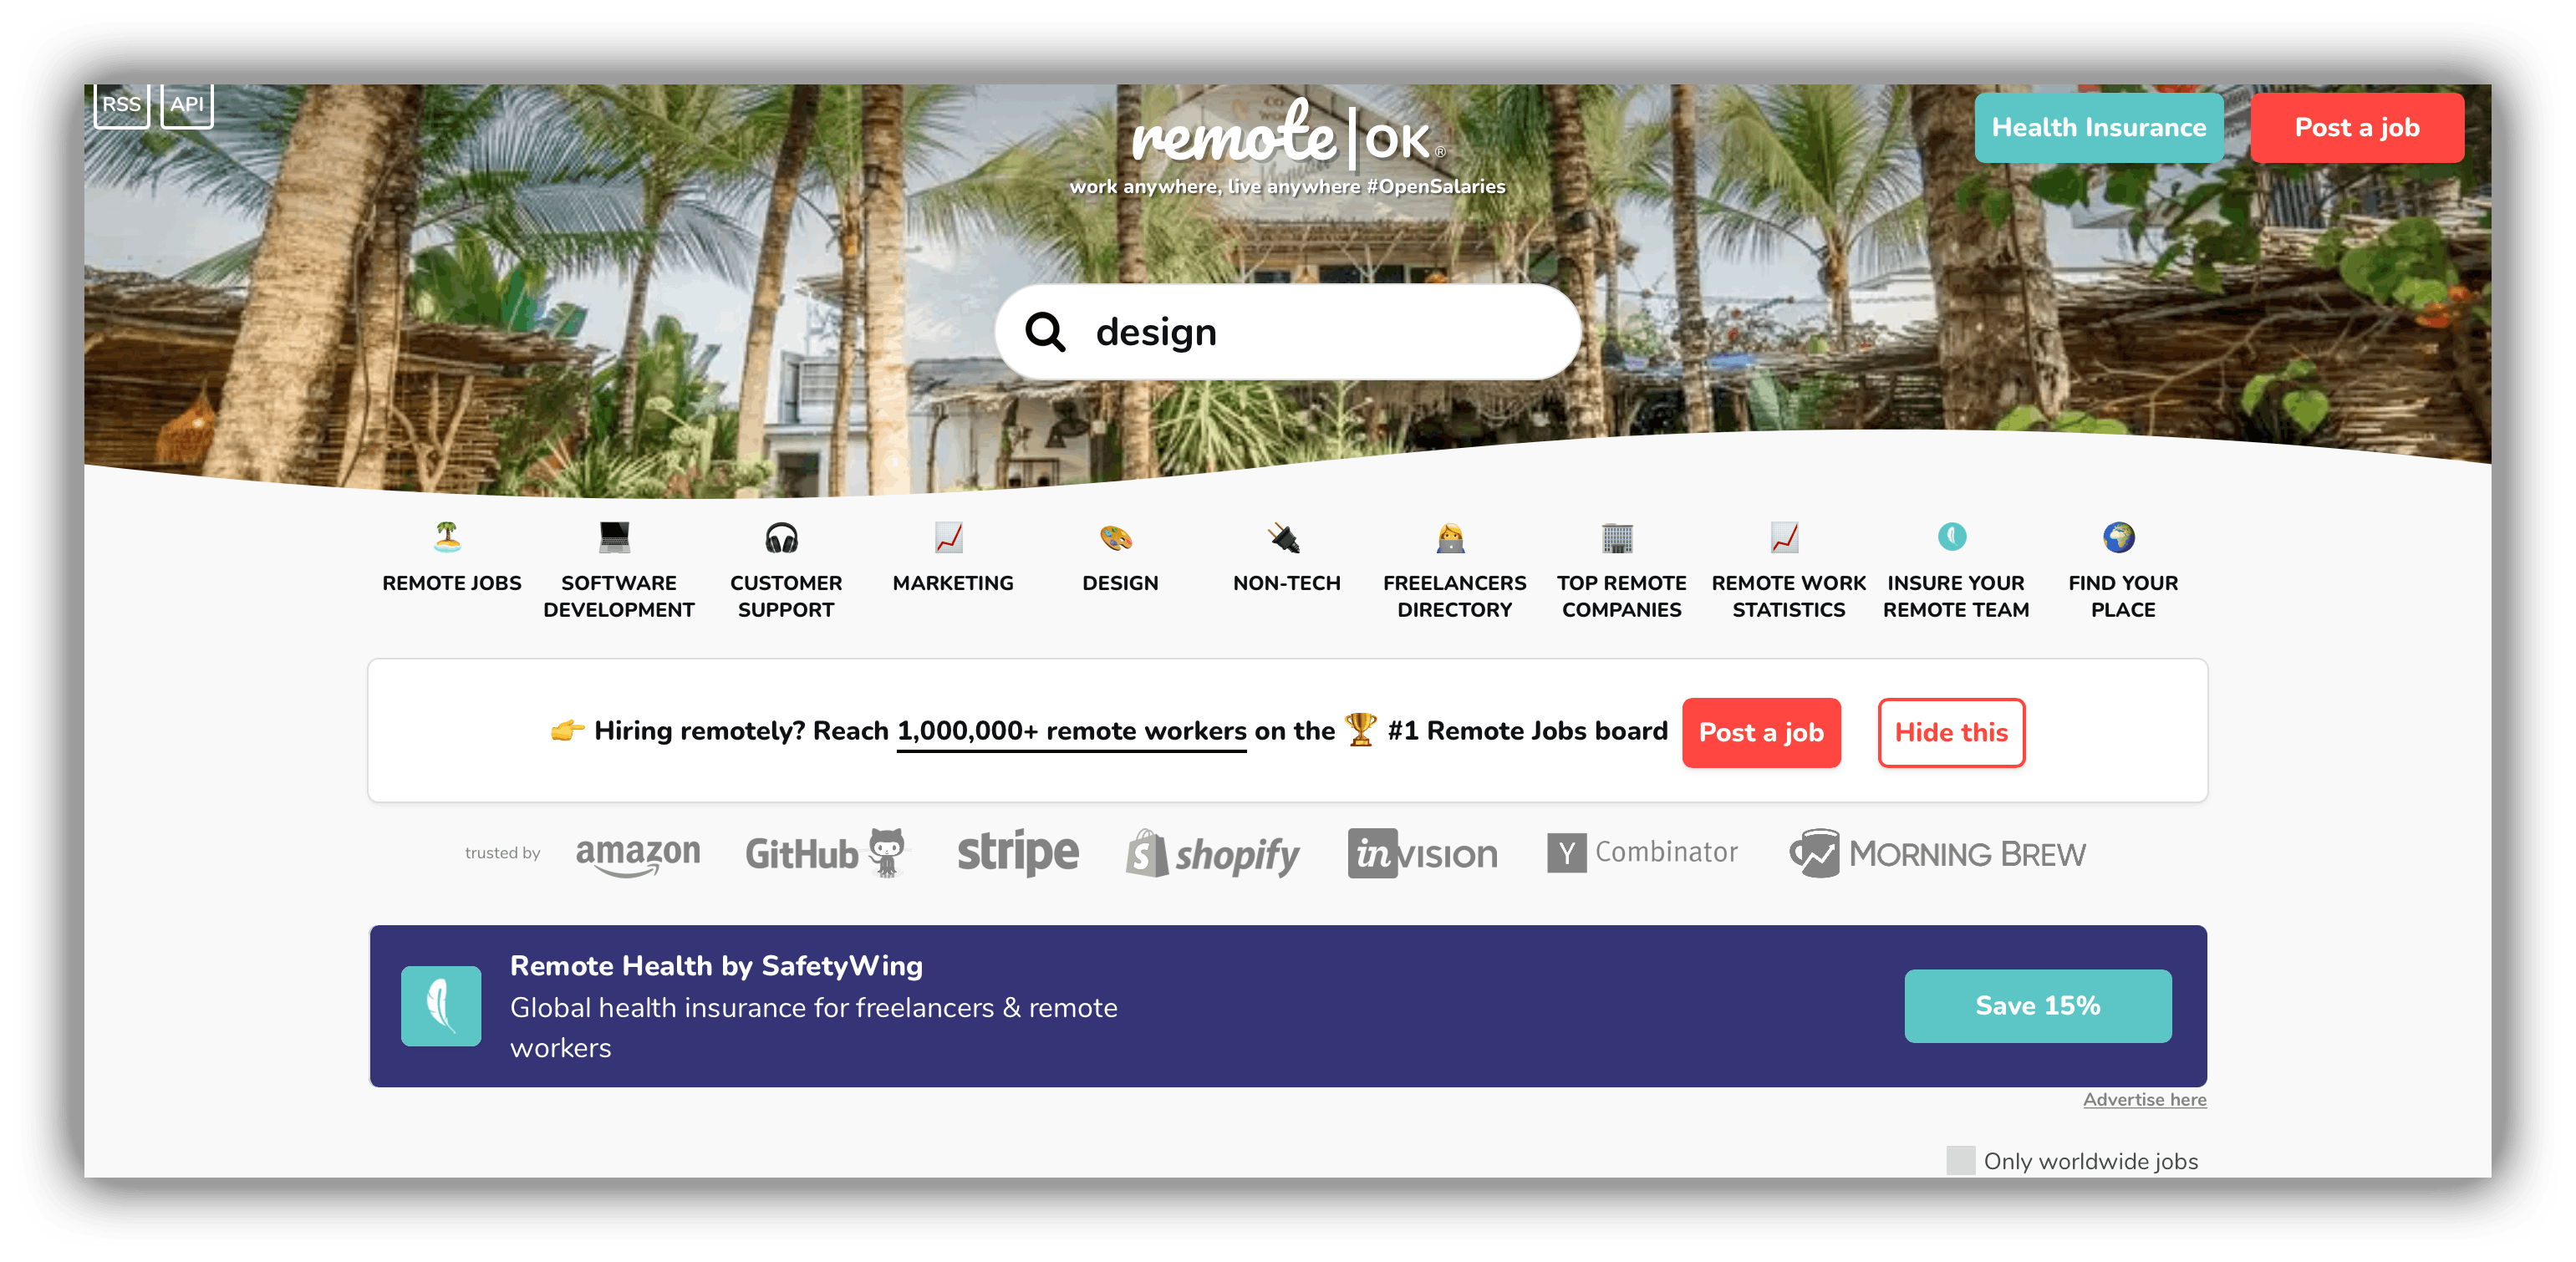 RSS API
remote|OK®
work anywhere, live anywhere #OpenSalaries
Health Insurance
Post a job
design
REMOTE JOBS
SOFTWARE
DEVELOPMENT
CUSTOMER
SUPPORT
MARKETING
DESIGN
NON-TECH
FREELANCERS
DIRECTORY
TOP REMOTE
COMPANIES
REMOTE WORK
STATISTICS
INSURE YOUR
REMOTE TEAM
FIND YOUR
PLACE
👉 Hiring remotely? Reach 1,000,000+ remote workers on the 🏆 #1 Remote Jobs board
Post a job
Hide this
trusted by amazon GitHub stripe shopify inVISION Y Combinator MORNING BREW
Remote Health by SafetyWing
Global health insurance for freelancers & remote
workers
Save 15%
Advertise here
Only worldwide jobs